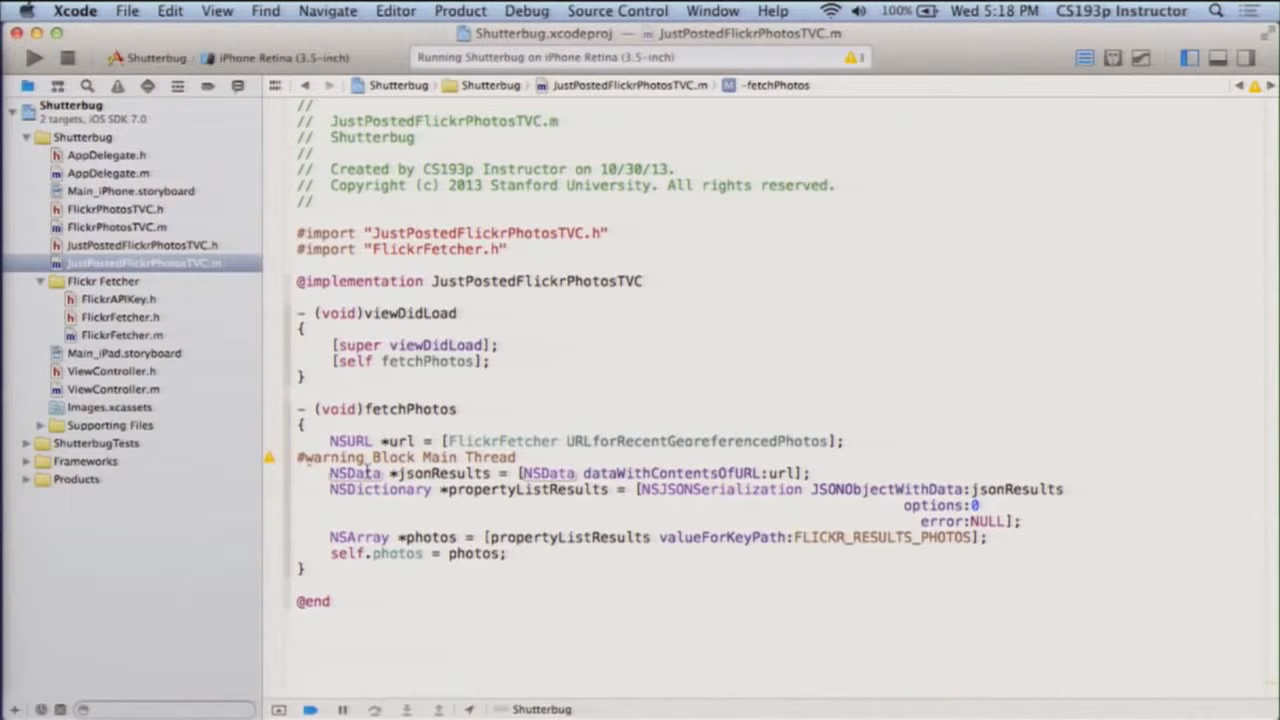 Xcode File Edit View Find Navigate Editor Product Debug Source Control Window Help 100% Wed 5:18 PM CS193p Instructor
Shutterbug.xcodeproj — JustPostedFlickrPhotosTVC.m
Shutterbug iPhone Retina (3.5-inch) Running Shutterbug on iPhone Retina (3.5-inch) 1
Shutterbug Shutterbug JustPostedFlickrPhotosTVC.m -fetchPhotos
Shutterbug
2 targets, iOS SDK 7.0
Shutterbug
AppDelegate.h
AppDelegate.m
Main_iPhone.storyboard
FlickrPhotosTVC.h
FlickrPhotosTVC.m
JustPostedFlickrPhotosTVC.h
JustPostedFlickrPhotosTVC.m
Flickr Fetcher
FlickrAPIKey.h
FlickrFetcher.h
FlickrFetcher.m
Main_iPad.storyboard
ViewController.h
ViewController.m
Images.xcassets
Supporting Files
ShutterbugTests
Frameworks
Products
//
// JustPostedFlickrPhotosTVC.m
// Shutterbug
//
// Created by CS193p Instructor on 10/30/13.
// Copyright (c) 2013 Stanford University. All rights reserved.
//
#import "JustPostedFlickrPhotosTVC.h"
#import "FlickrFetcher.h"
@implementation JustPostedFlickrPhotosTVC
- (void)viewDidLoad
{
[super viewDidLoad];
[self fetchPhotos];
}
- (void)fetchPhotos
{
NSURL *url = [FlickrFetcher URLforRecentGeoreferencedPhotos];
#warning Block Main Thread
NSData *jsonResults = [NSData dataWithContentsOfURL:url];
NSDictionary *propertyListResults = [NSJSONSerialization JSONObjectWithData:jsonResults
options:0
error:NULL];
NSArray *photos = [propertyListResults valueForKeyPath:FLICKR_RESULTS_PHOTOS];
self.photos = photos;
}
@end
Shutterbug